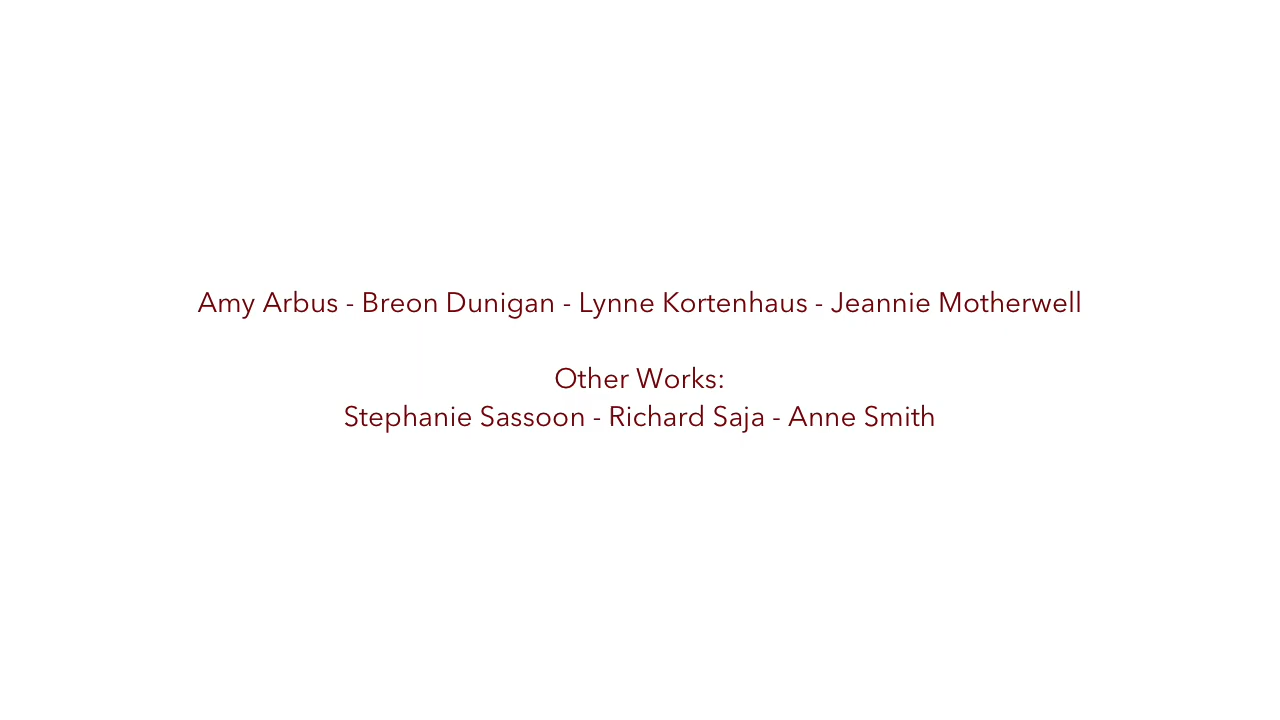 Amy Arbus - Breon Dunigan - Lynne Kortenhaus - Jeannie Motherwell
Other Works:
Stephanie Sassoon - Richard Saja - Anne Smith